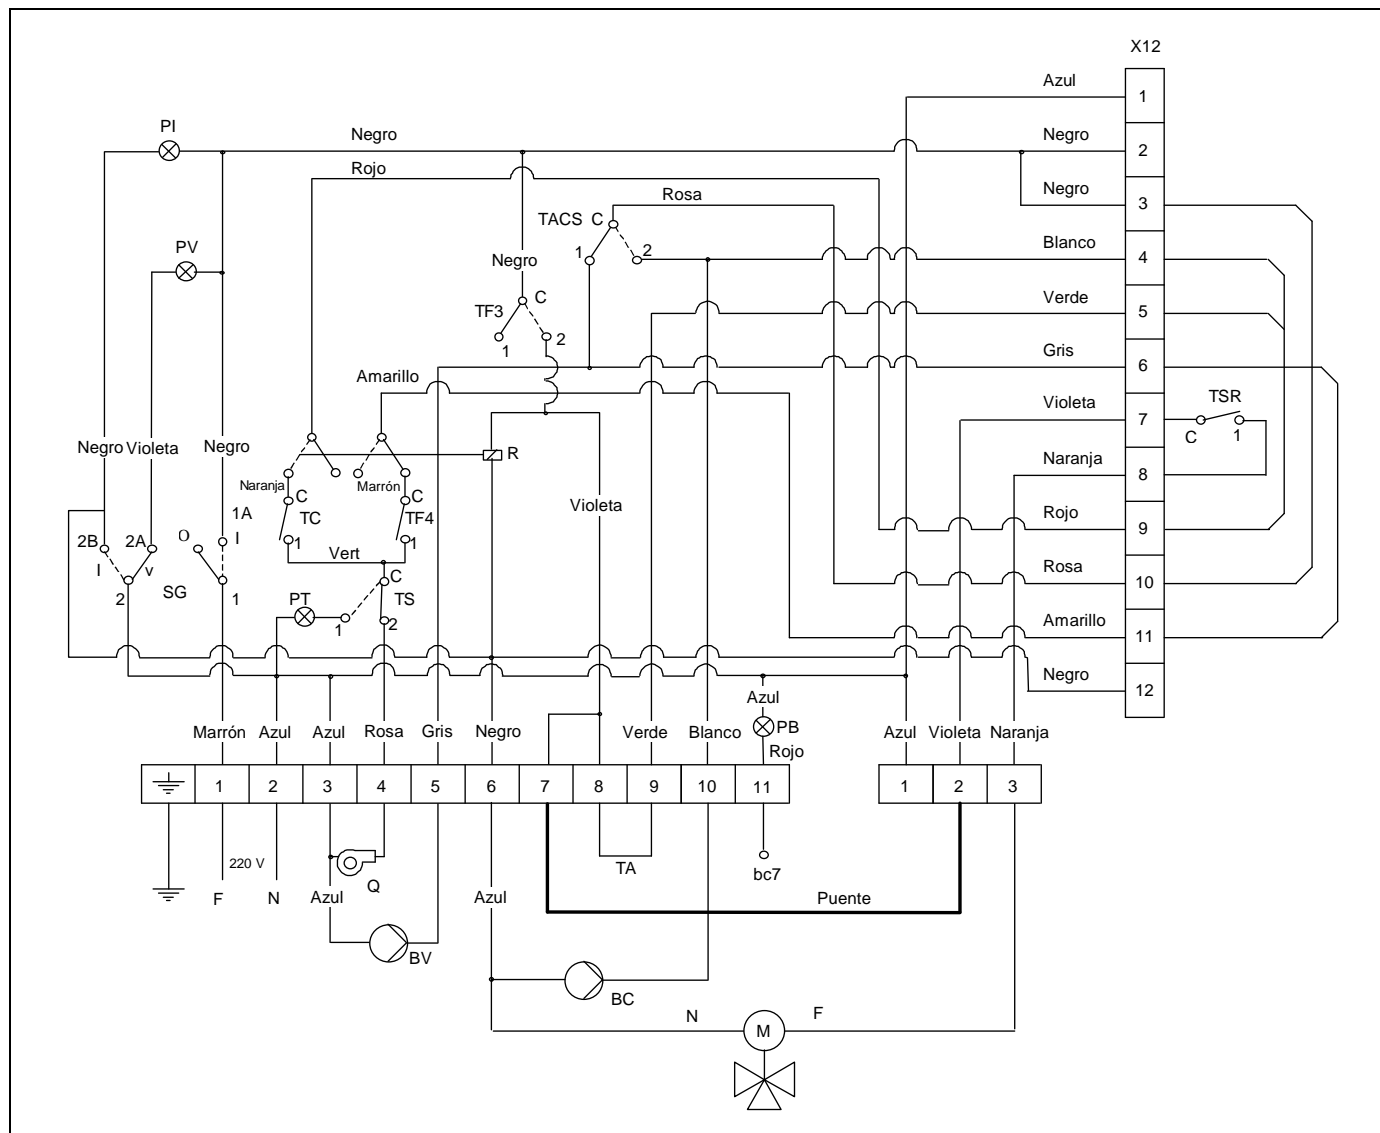 X12
Azul
1
PI
Negro
Negro
2
Rojo
Negro
3
Rosa
TACS C
1
2
Blanco
4
PV
Negro
Verde
5
C
TF3
1
2
Gris
6
Amarillo
Violeta
7
TSR
C
1
Negro
Violeta
Negro
R
Naranja
8
Naranja
Marrón
C
TC
1
C
TF4
1
Violeta
Rojo
9
1A
2B
2A
O
I
I
v
2
SG
1
Vert
C
TS
PT
1
2
Rosa
10
Amarillo
11
Negro
12
Azul
PB
Rojo
Marrón
Azul
Azul
Rosa
Gris
Negro
Verde
Blanco
Azul
Violeta
Naranja
1
2
3
4
5
6
7
8
9
10
11
1
2
3
220 V
F
N
Azul
Q
Azul
TA
bc7
Puente
BV
BC
N
M
F